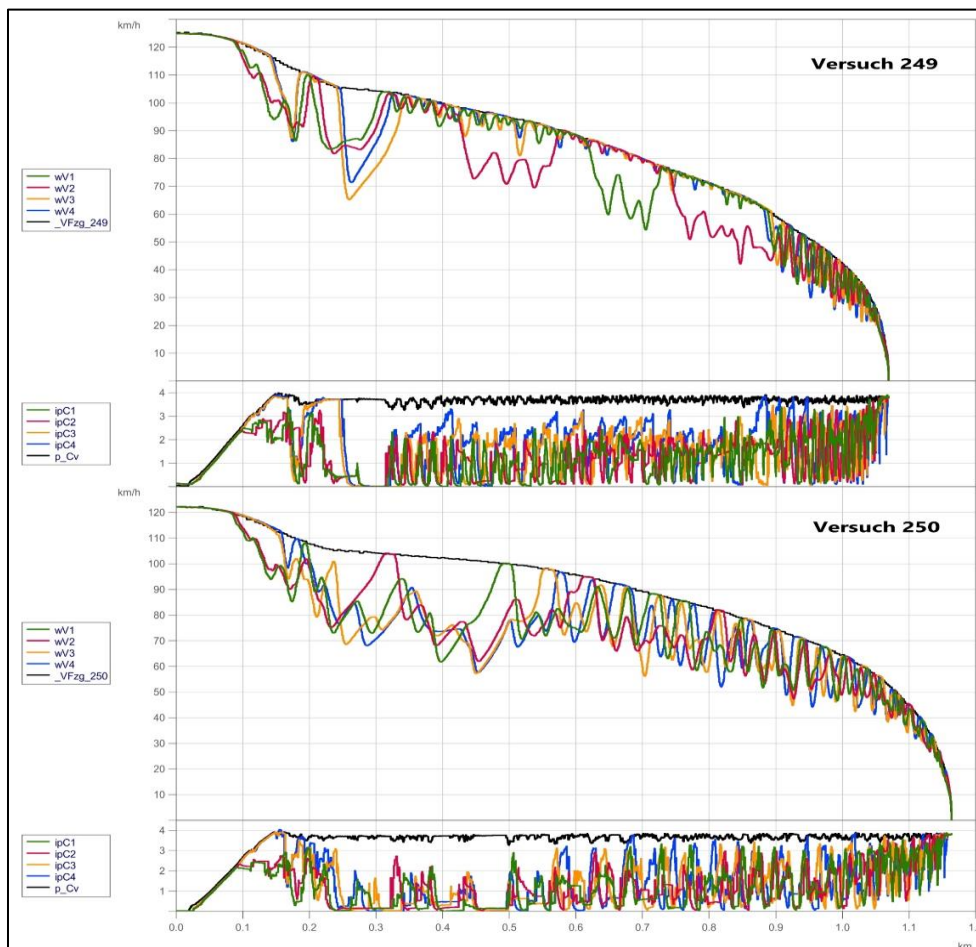 km/h
120
110
100
90
80
70
60
50
40
30
20
10
Versuch 249
wV1
wV2
wV3
wV4
_VFzg_249
4
3
2
1
ipC1
ipC2
ipC3
ipC4
p_Cv
km/h
120
110
100
90
80
70
60
50
40
30
20
10
Versuch 250
wV1
wV2
wV3
wV4
_VFzg_250
4
3
2
1
ipC1
ipC2
ipC3
ipC4
p_Cv
0.0 0.1 0.2 0.3 0.4 0.5 0.6 0.7 0.8 0.9 1.0 1.1
km